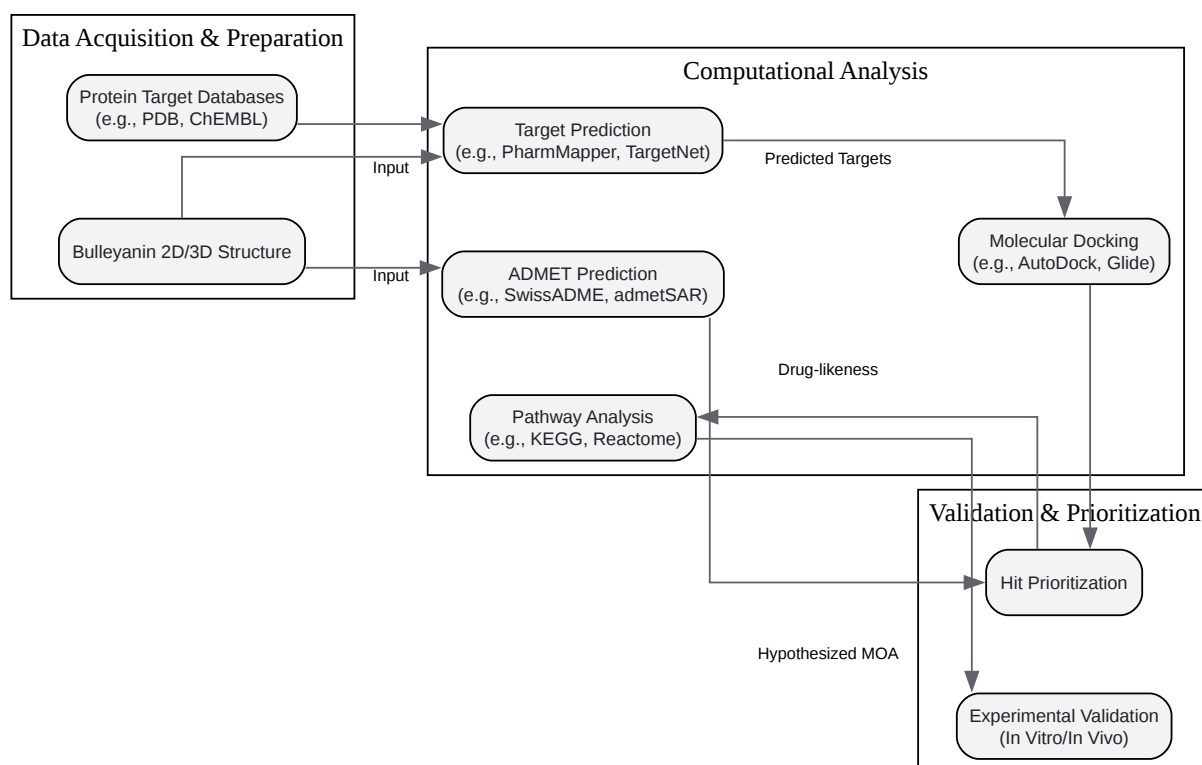 Data Acquisition & Preparation
Protein Target Databases
(e.g., PDB, ChEMBL)
Input
Bulleyanin 2D/3D Structure
Input
Computational Analysis
Target Prediction
(e.g., PharmMapper, TargetNet)
Predicted Targets
Molecular Docking
(e.g., AutoDock, Glide)
ADMET Prediction
(e.g., SwissADME, admetSAR)
Drug-likeness
Pathway Analysis
(e.g., KEGG, Reactome)
Validation & Prioritization
Hit Prioritization
Hypothesized MOA
Experimental Validation
(In Vitro/In Vivo)